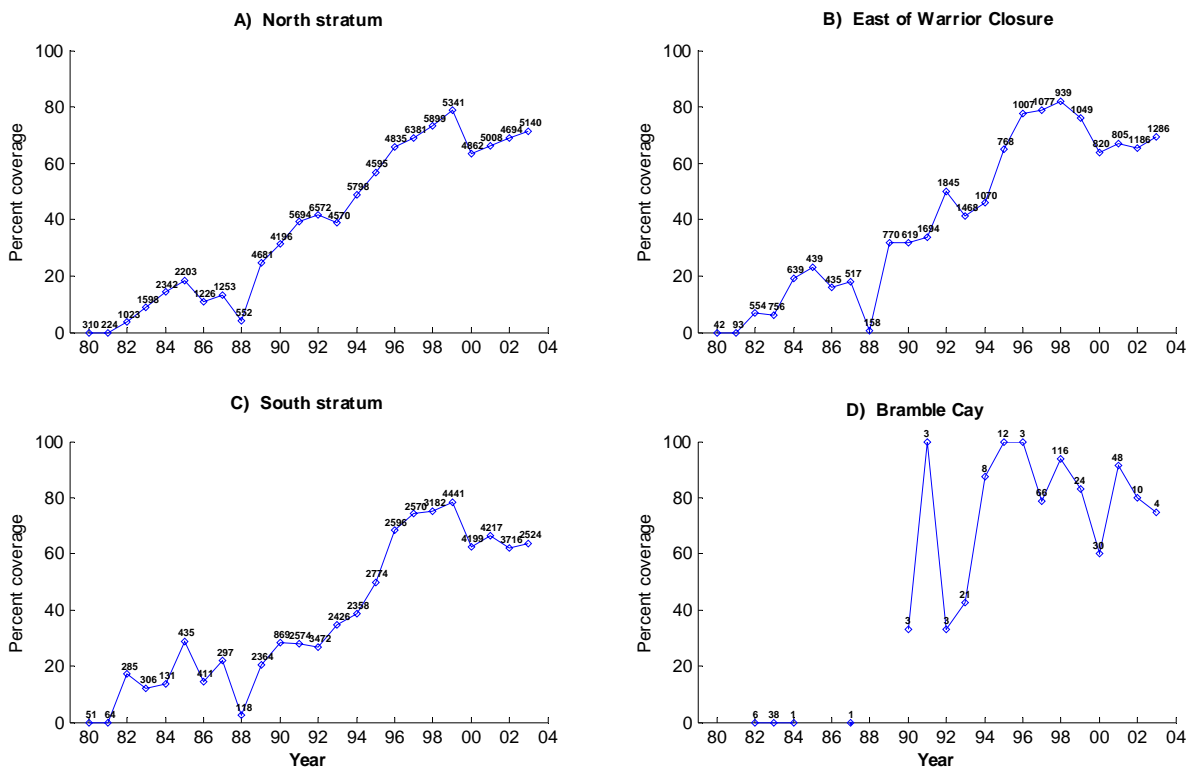 A) North stratum
Percent coverage
100
80
60
40
20
0
310 224 1023 1598 2342 2203 1226 1253 552 4681 4196 5694 6572 4570 5798 4595 4835 6381 5899 5341 4862 5008 4694 5140
80 82 84 86 88 90 92 94 96 98 00 02 04
B) East of Warrior Closure
Percent coverage
100
80
60
40
20
0
42 93 554 756 639 439 435 517 158 770 619 1694 1845 1468 1070 768 1007 1077 939 1049 820 805 1186 1286
80 82 84 86 88 90 92 94 96 98 00 02 04
C) South stratum
Percent coverage
100
80
60
40
20
0
51 64 285 306 131 435 411 297 118 2364 869 2574 3472 2426 2358 2774 2596 2570 3182 4441 4199 4217 3716 2524
80 82 84 86 88 90 92 94 96 98 00 02 04
Year
D) Bramble Cay
Percent coverage
100
80
60
40
20
0
6 38 1 1 3 3 3 21 8 12 3 66 116 24 30 48 10 4
80 82 84 86 88 90 92 94 96 98 00 02 04
Year